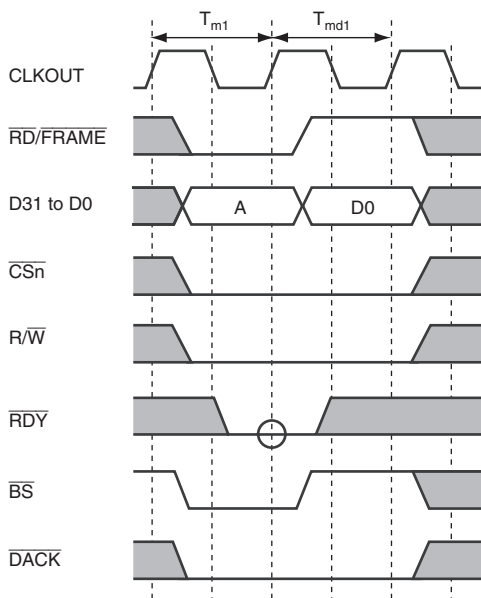 Tm1 Tmd1
CLKOUT
RD/FRAME
D31 to D0 A D0
CSn
R/W
RDY
BS
DACK